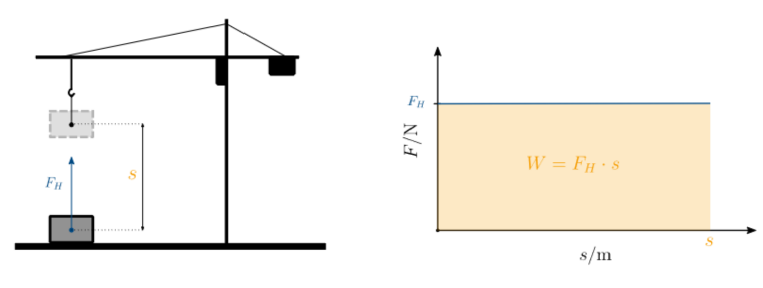 s
F_H
F_H
F/N
W = F_H · s
s
s/m